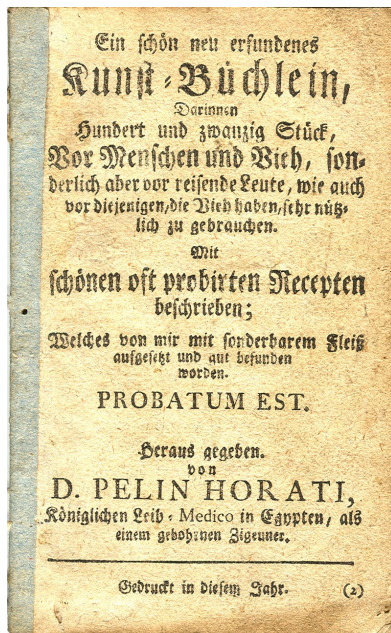 Ein schön neu erfundenes
Kunst-Büchlein,
Darinnen
Hundert und zwanzig Stück,
Vor Menschen und Vieh, son-
derlich aber vor reisende Leute, wie auch
vor diejenigen, die Vieh haben, sehr nütz-
lich zu gebrauchen.
Mit
schönen oft probirten Recepten
beschrieben;
Welches von mir mit sonderbarem Fleiß
aufgesetzt und gut befunden
worden.
PROBATUM EST.
Heraus gegeben.
von
D. PELIN HORATI,
Königlichen Leib-Medico in Egypten, als
einem gebohrnen Zigeuner.
Gedruckt in diesem Jahr. (2)